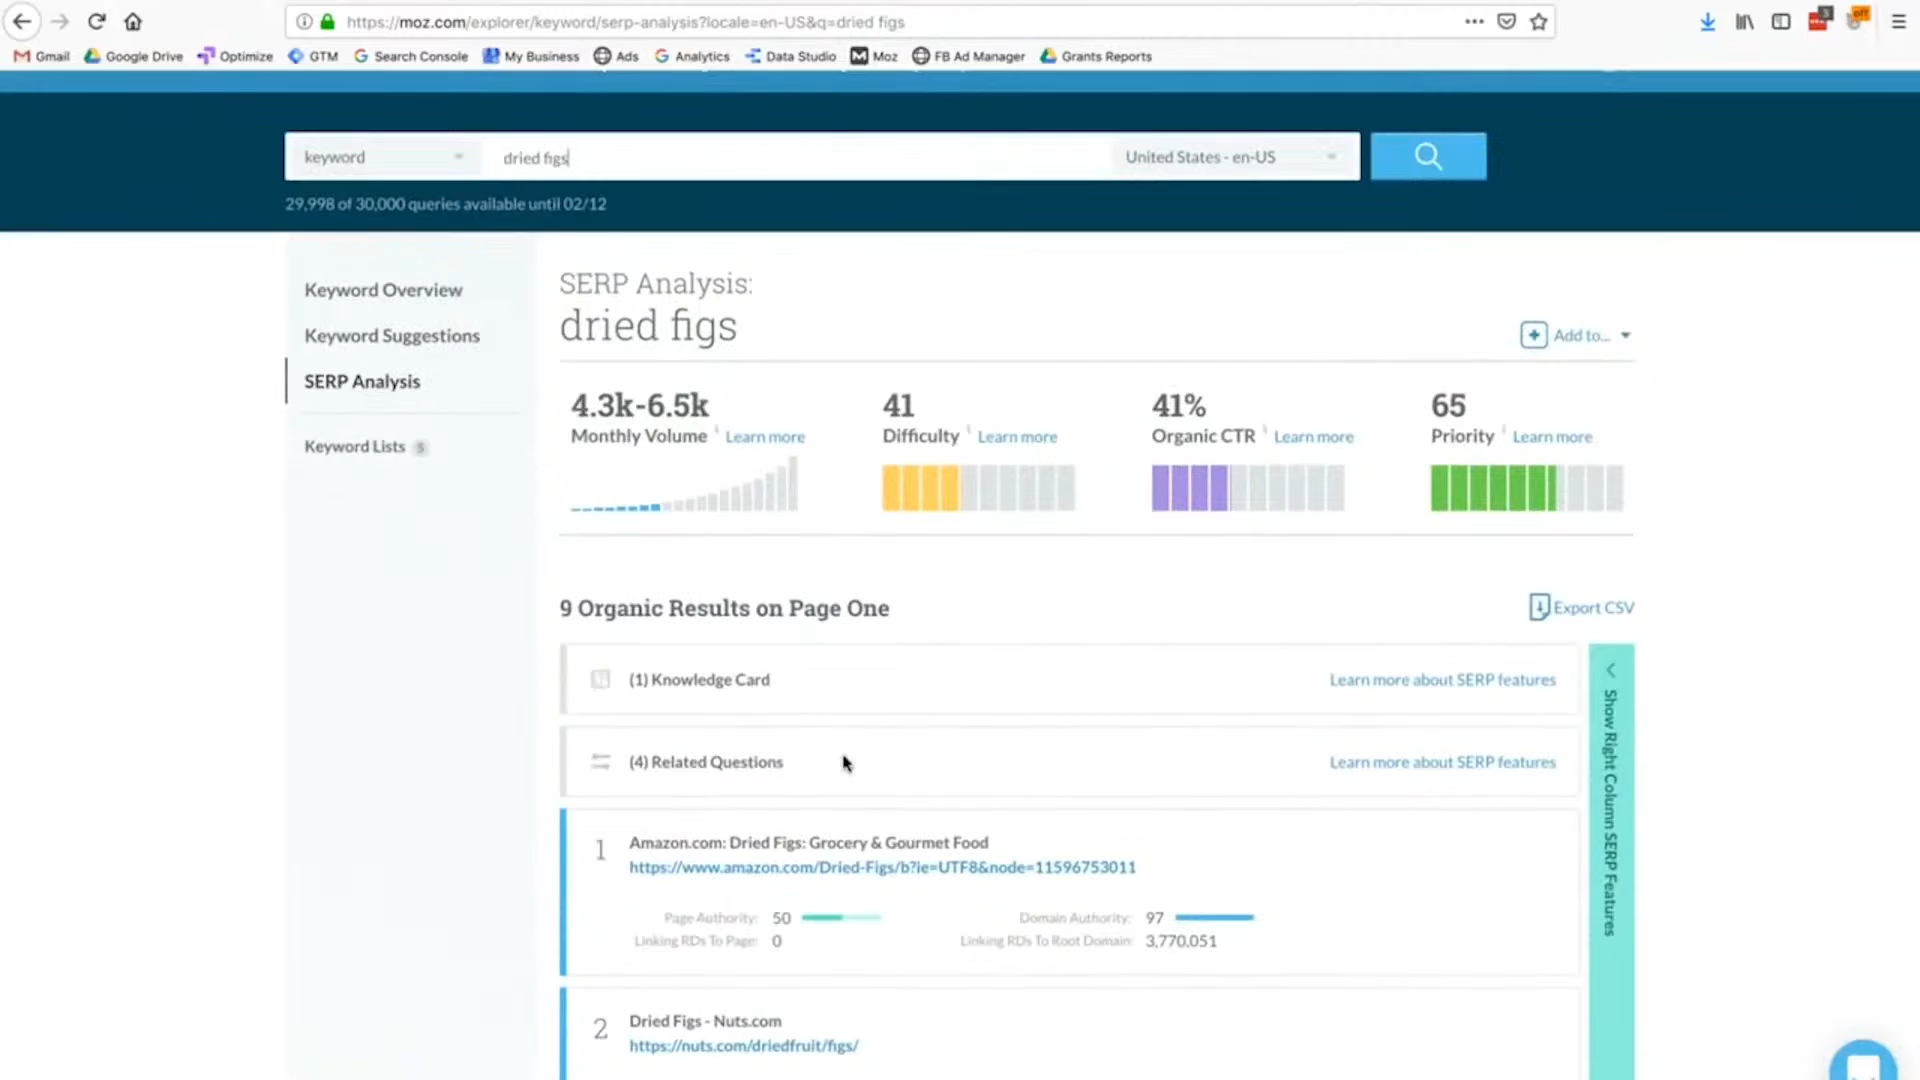 https://moz.com/explorer/keyword/serp-analysis?locale=en-US&q=dried figs
3
off
Gmail Google Drive Optimize GTM Search Console My Business Ads Analytics Data Studio Moz FB Ad Manager Grants Reports
keyword dried figs United States - en-US
29,998 of 30,000 queries available until 02/12
Keyword Overview
Keyword Suggestions
SERP Analysis
Keyword Lists 5
SERP Analysis:
dried figs
Add to...
4.3k-6.5k 41 41% 65
Monthly Volume i Learn more Difficulty i Learn more Organic CTR i Learn more Priority i Learn more
9 Organic Results on Page One Export CSV
(1) Knowledge Card Learn more about SERP features
(4) Related Questions Learn more about SERP features
Show Right Column SERP Features
1 Amazon.com: Dried Figs: Grocery & Gourmet Food
https://www.amazon.com/Dried-Figs/b?ie=UTF8&node=11596753011
Page Authority: 50 Domain Authority: 97
Linking RDs To Page: 0 Linking RDs To Root Domain: 3,770,051
2 Dried Figs - Nuts.com
https://nuts.com/driedfruit/figs/